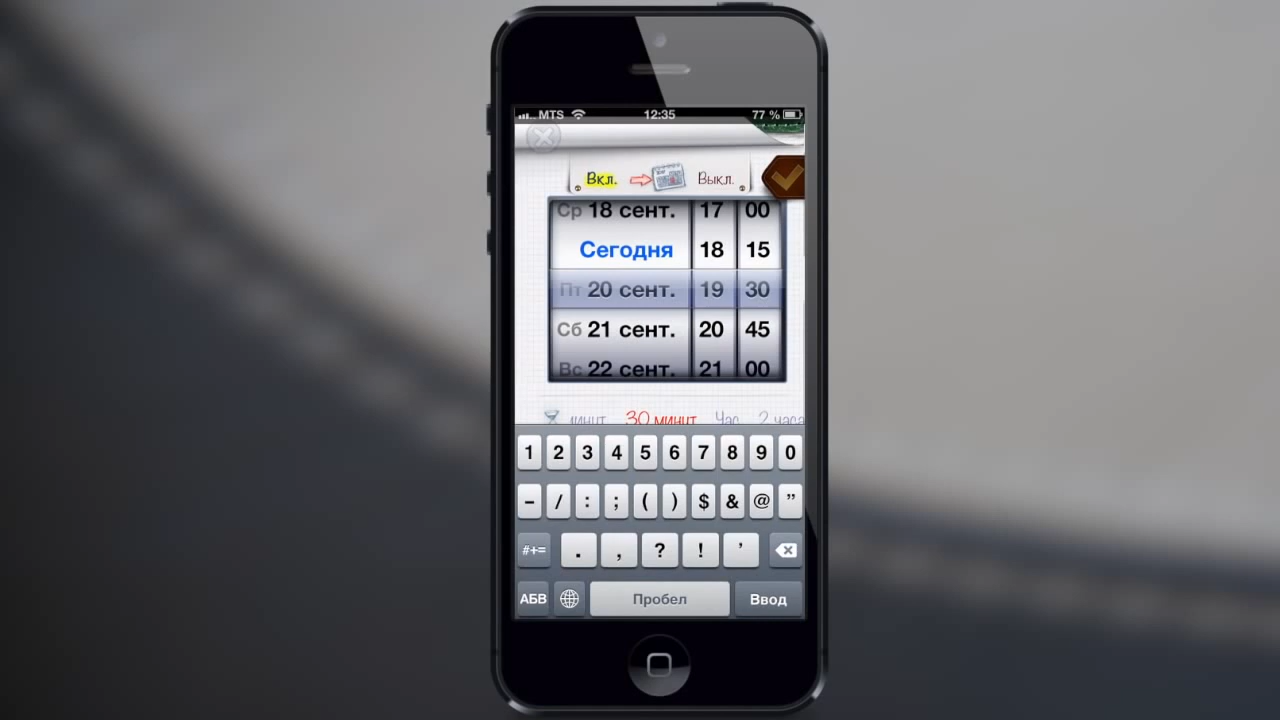 MTS 12:35 77 %
Вкл. Выкл.
Ср 18 сент. 17 00
Сегодня 18 15
Пт 20 сент. 19 30
Сб 21 сент. 20 45
Вс 22 сент. 21 00
30 минут Час 2 часа
1 2 3 4 5 6 7 8 9 0
- / : ; ( ) $ & @ "
#+= . , ? ! '
АБВ Пробел Ввод